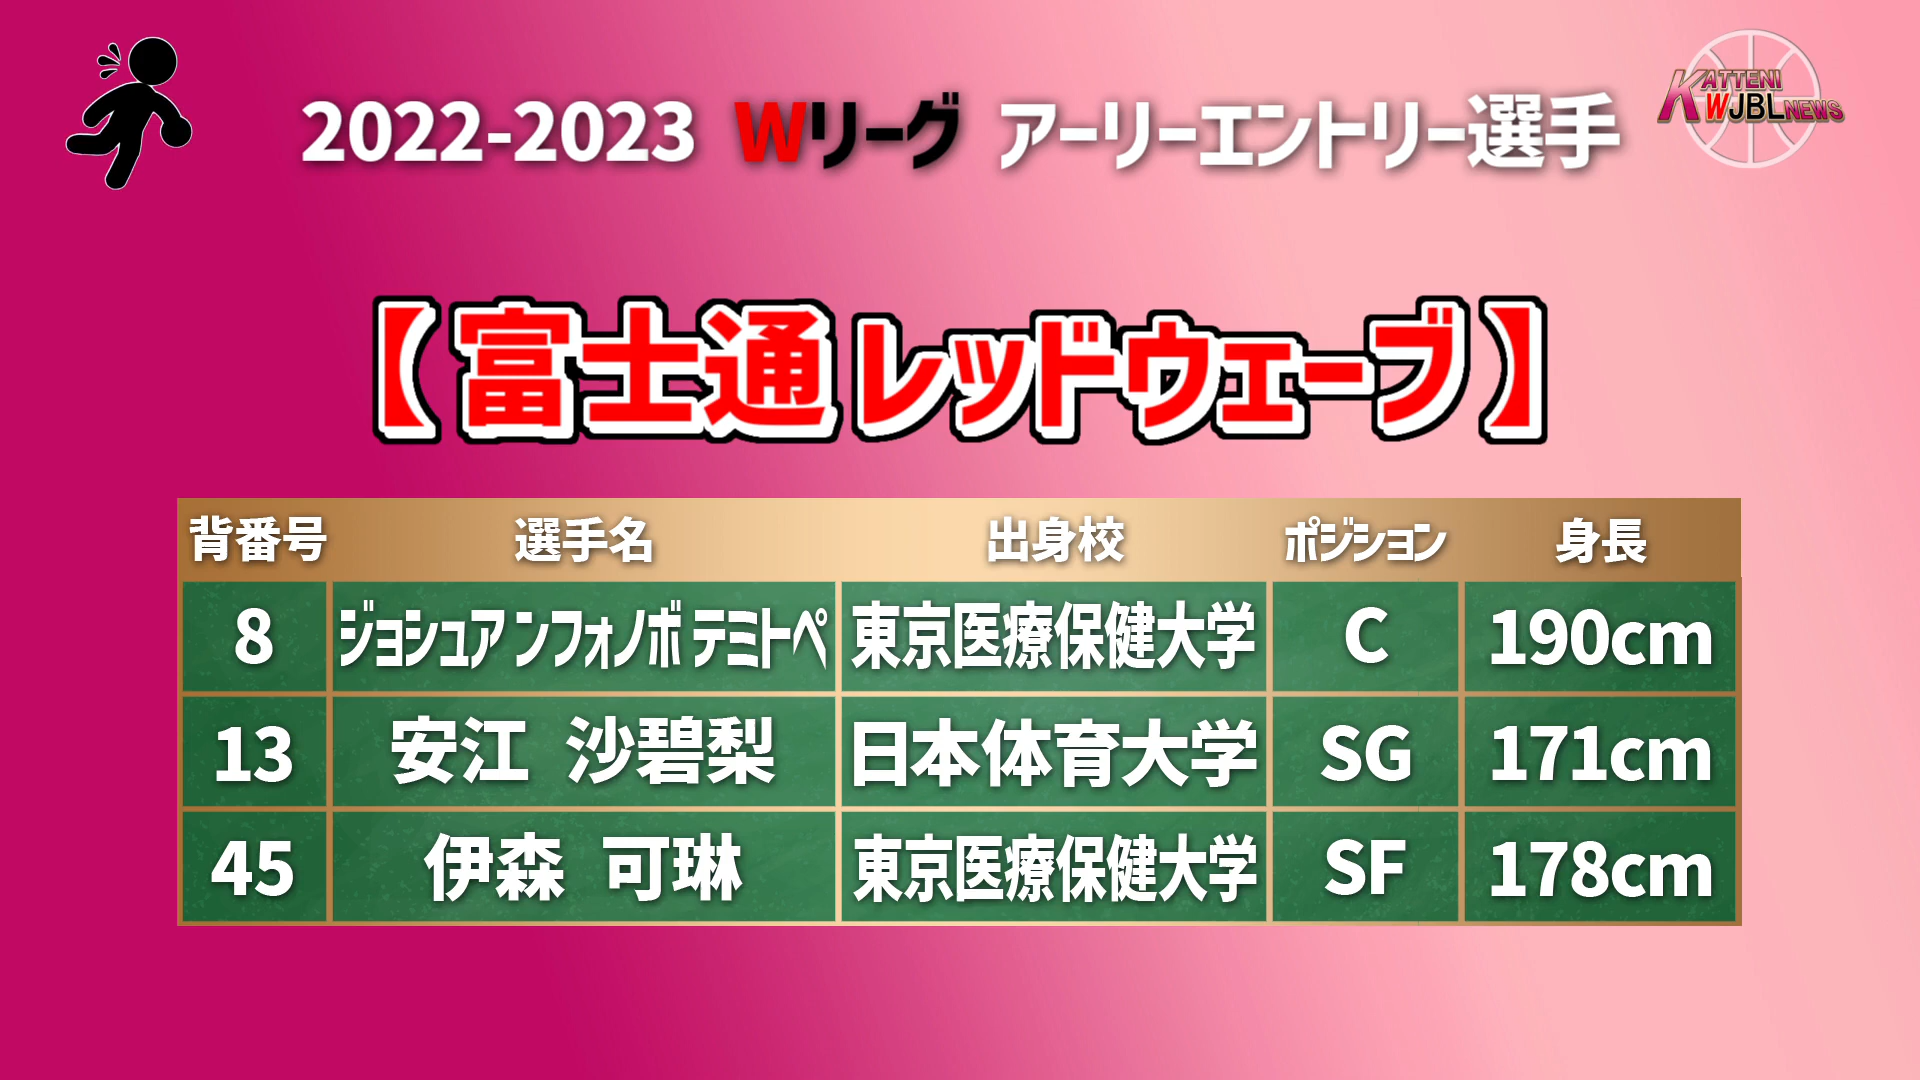 2022-2023 Wリーグ アーリーエントリー選手
KATTENI
WJBL NEWS
【富士通 レッドウェーブ】
背番号 選手名 出身校 ポジション 身長
8 ジョシュア ンフォノボ テミトペ 東京医療保健大学 C 190cm
13 安江 沙碧梨 日本体育大学 SG 171cm
45 伊森 可琳 東京医療保健大学 SF 178cm